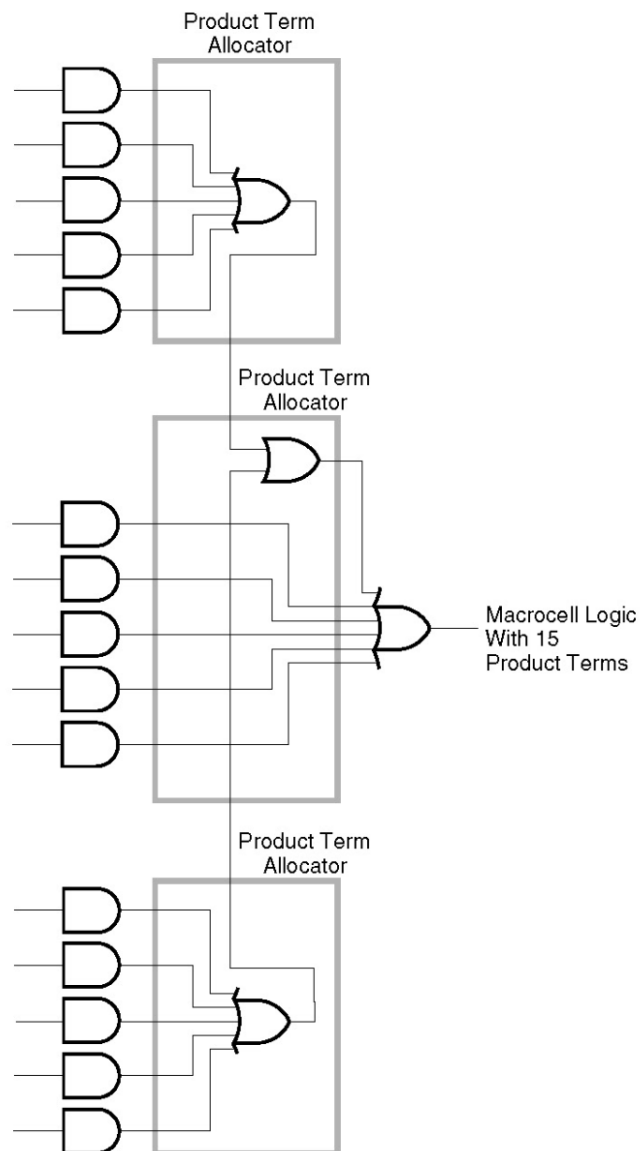 Product Term
Allocator
Product Term
Allocator
Macrocell Logic
With 15
Product Terms
Product Term
Allocator